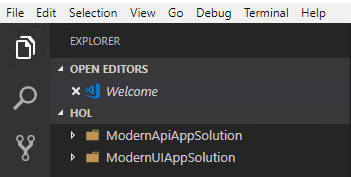 File Edit Selection View Go Debug Terminal Help
EXPLORER
OPEN EDITORS
Welcome
HOL
ModernApiAppSolution
ModernUIAppSolution